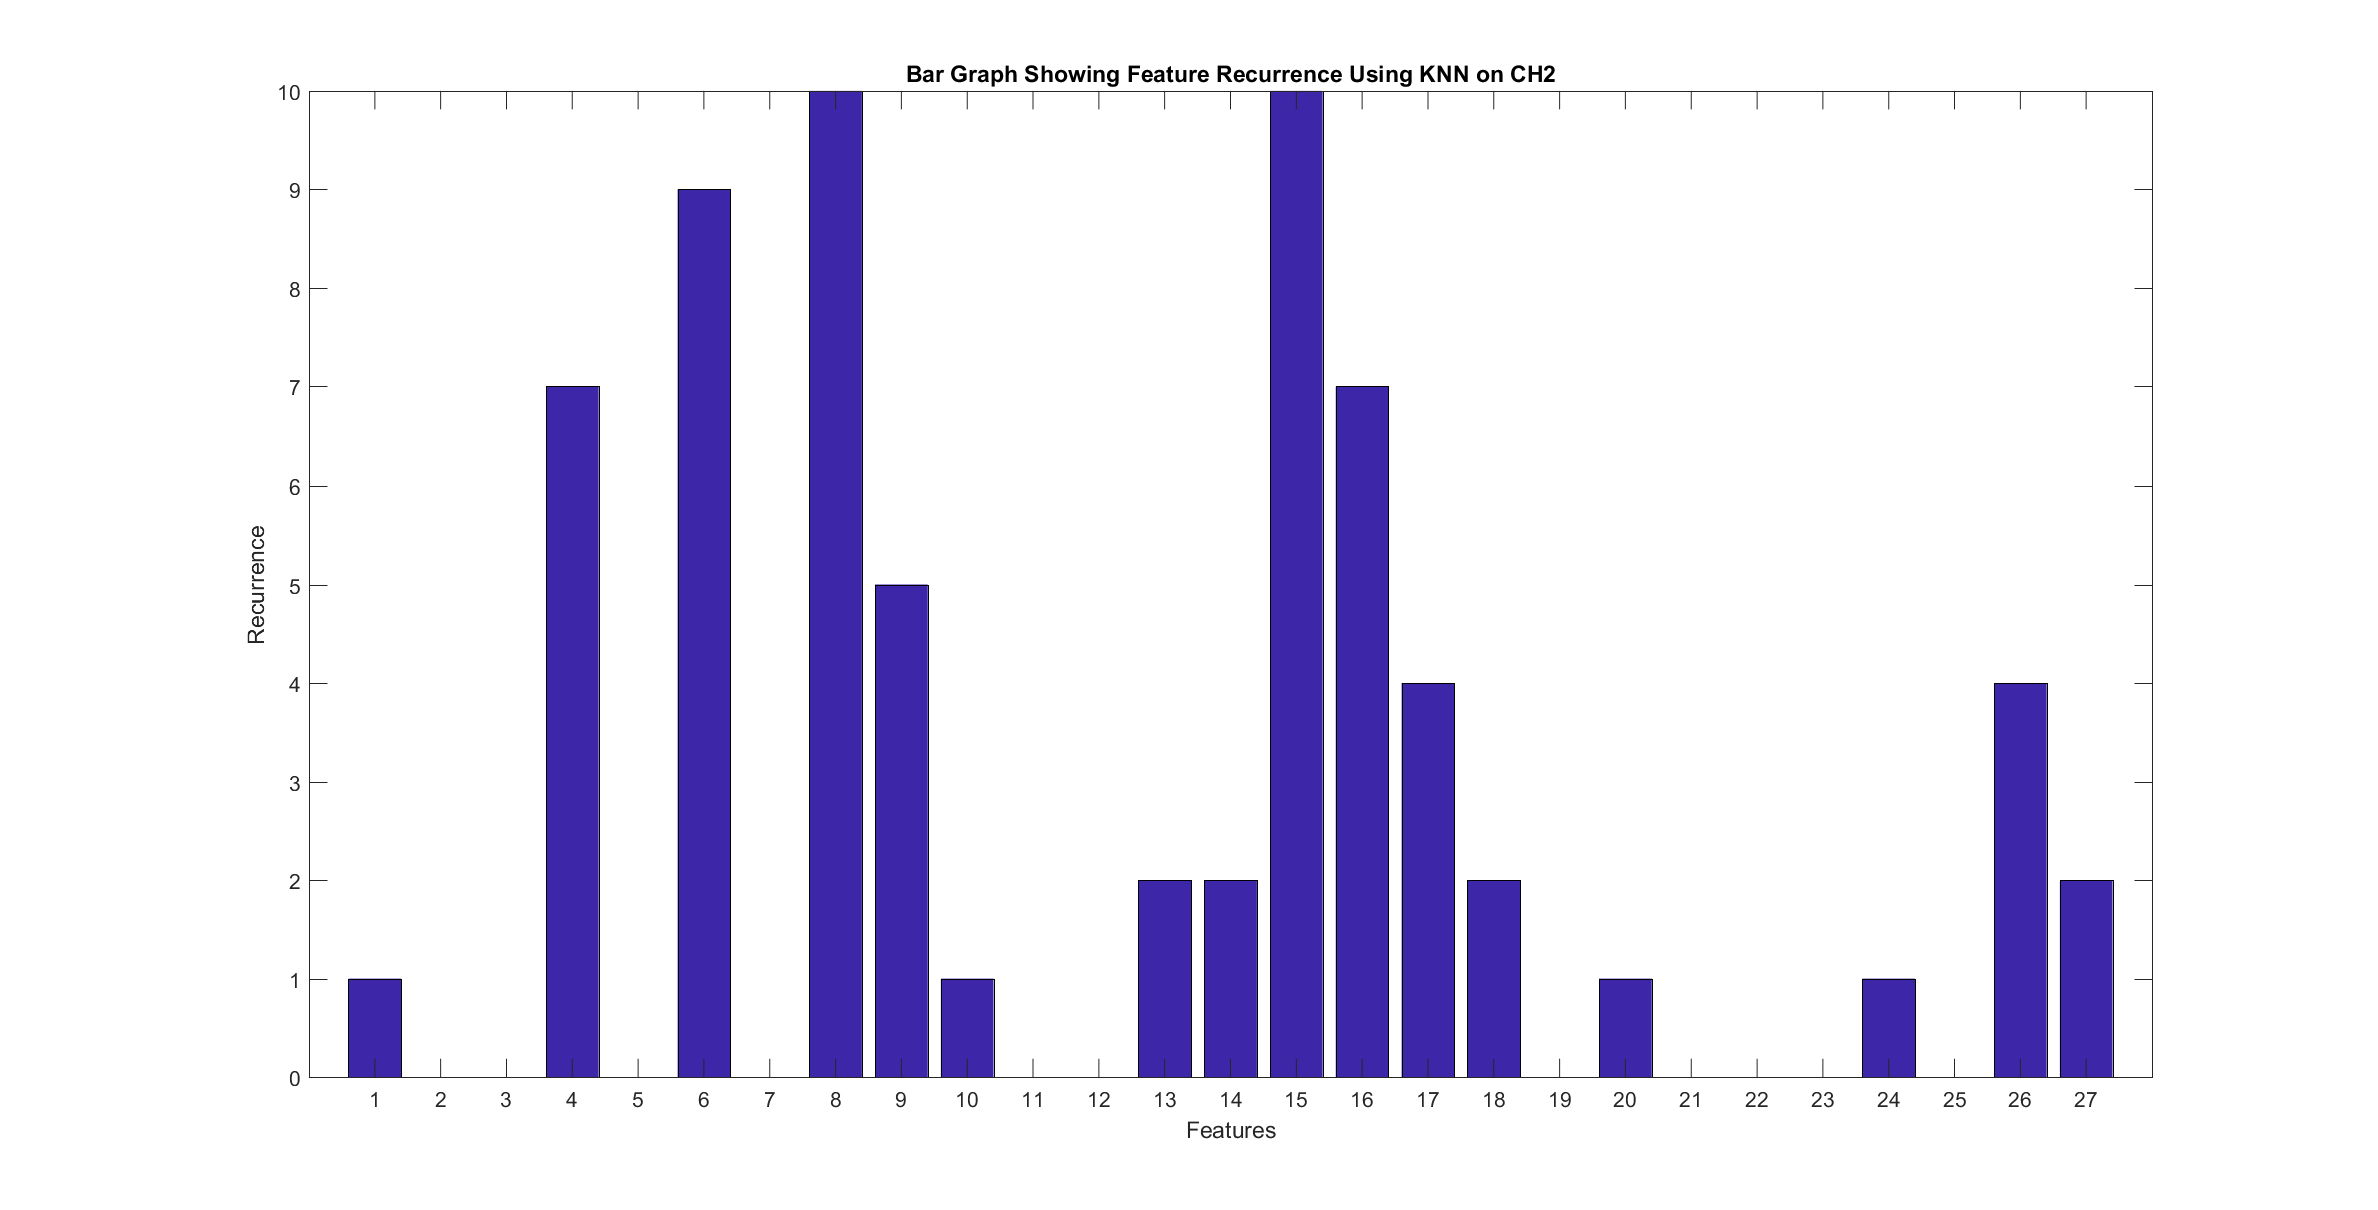 Bar Graph Showing Feature Recurrence Using KNN on CH2
10
9
8
7
6
5
4
3
2
1
0
Recurrence
1 2 3 4 5 6 7 8 9 10 11 12 13 14 15 16 17 18 19 20 21 22 23 24 25 26 27
Features